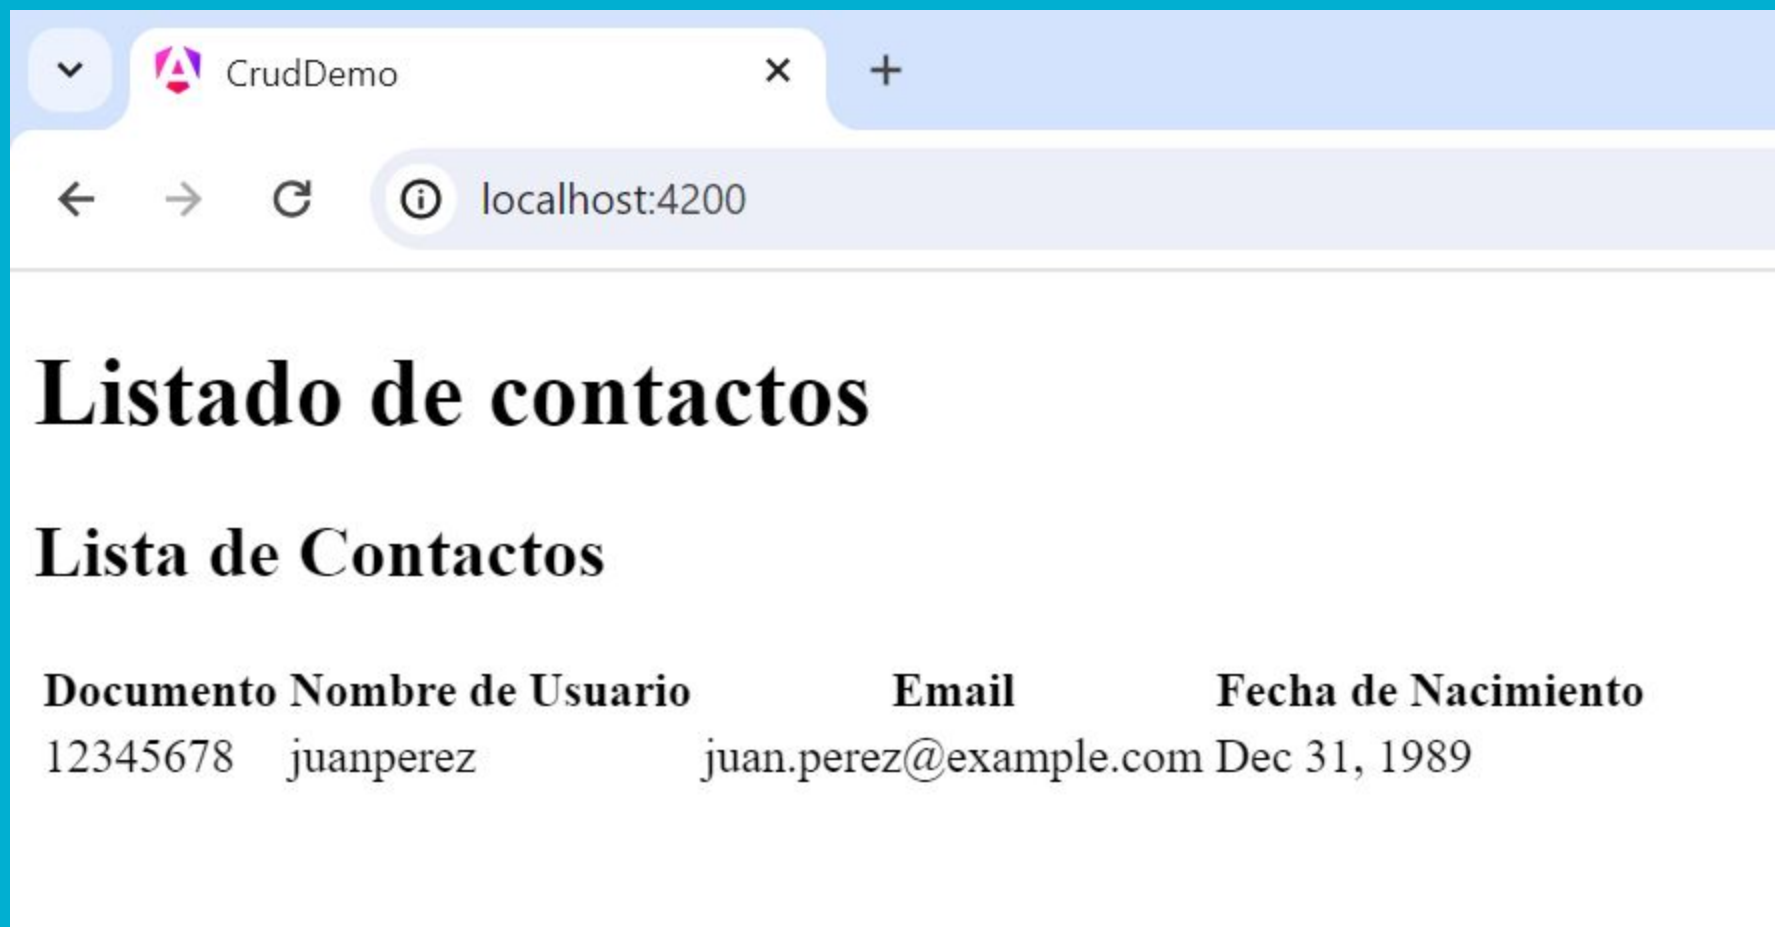 CrudDemo
localhost:4200
Listado de contactos
Lista de Contactos
Documento Nombre de Usuario Email Fecha de Nacimiento
12345678 juanperez juan.perez@example.com Dec 31, 1989